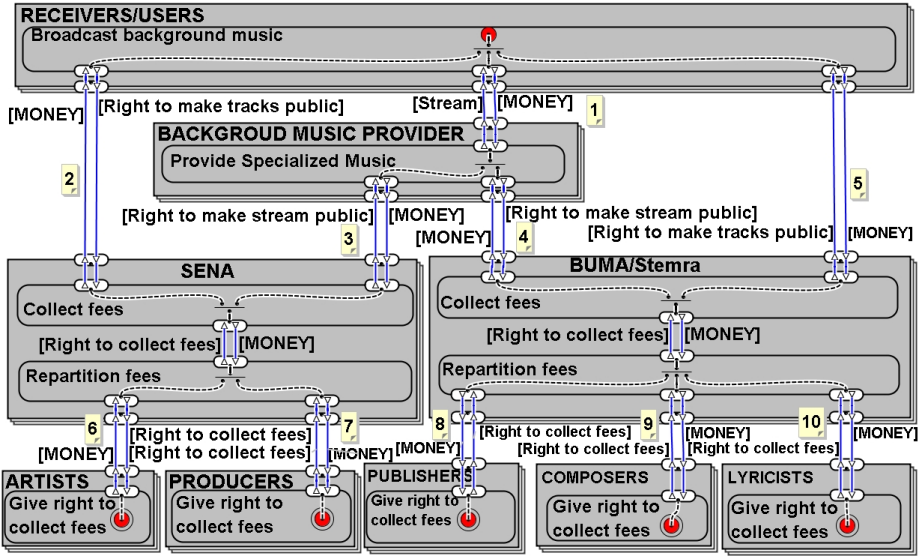 RECEIVERS/USERS
Broadcast background music
[MONEY]
[Right to make tracks public]
[Stream]
[MONEY]
1
BACKGROUD MUSIC PROVIDER
Provide Specialized Music
2
5
[Right to make stream public]
[MONEY]
[Right to make stream public]
3
[MONEY]
4
[Right to make tracks public]
[MONEY]
SENA
BUMA/Stemra
Collect fees
Collect fees
[Right to collect fees]
[MONEY]
[Right to collect fees]
[MONEY]
Repartition fees
Repartition fees
6
[Right to collect fees]
7
8
[Right to collect fees]
9
[MONEY]
10
[MONEY]
[MONEY]
[Right to collect fees]
[MONEY]
[MONEY]
[Right to collect fees]
[Right to collect fees]
ARTISTS
Give right to
collect fees
PRODUCERS
Give right to
collect fees
PUBLISHERS
Give right to
collect fees
COMPOSERS
Give right to
collect fees
LYRICISTS
Give right to
collect fees